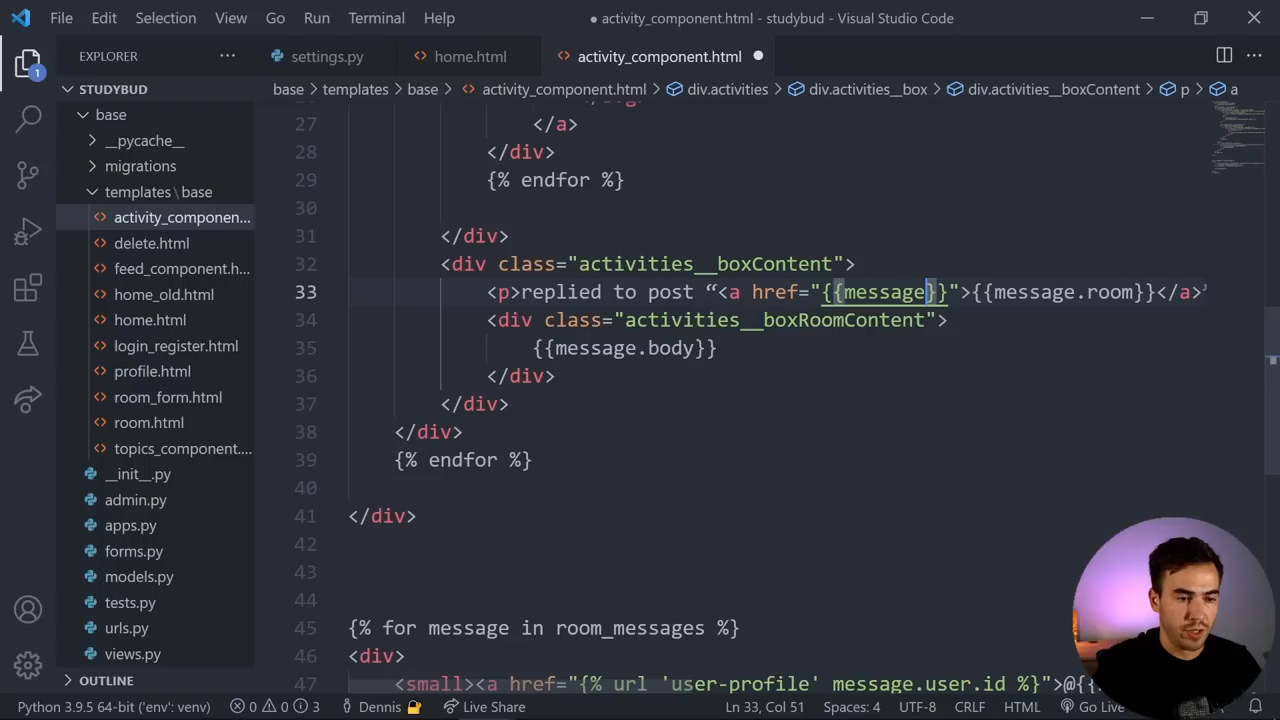 File Edit Selection View Go Run Terminal Help
● activity_component.html - studybud - Visual Studio Code
EXPLORER ···
settings.py
home.html
activity_component.html ●
1
STUDYBUD
base > templates > base > activity_component.html > div.activities > div.activities__box > div.activities__boxContent > p > a
base
__pycache__
migrations
templates\base
activity_componen...
delete.html
feed_component.h...
home_old.html
home.html
login_register.html
profile.html
room_form.html
room.html
topics_component....
__init__.py
admin.py
apps.py
forms.py
models.py
tests.py
urls.py
views.py
OUTLINE
27 </a>
28 </div>
29 {% endfor %}
30
31 </div>
32 <div class="activities__boxContent">
33 <p>replied to post “<a href="{{message}}">{{message.room}}</a>”
34 <div class="activities__boxRoomContent">
35 {{message.body}}
36 </div>
37 </div>
38 </div>
39 {% endfor %}
40
41 </div>
42
43
44
45 {% for message in room_messages %}
46 <div>
47 <small><a href="{% url 'user-profile' message.user.id %}">@{{
Python 3.9.5 64-bit ('env': venv) 0 0 3 Dennis Live Share Ln 33, Col 51 Spaces: 4 UTF-8 CRLF HTML Go Live